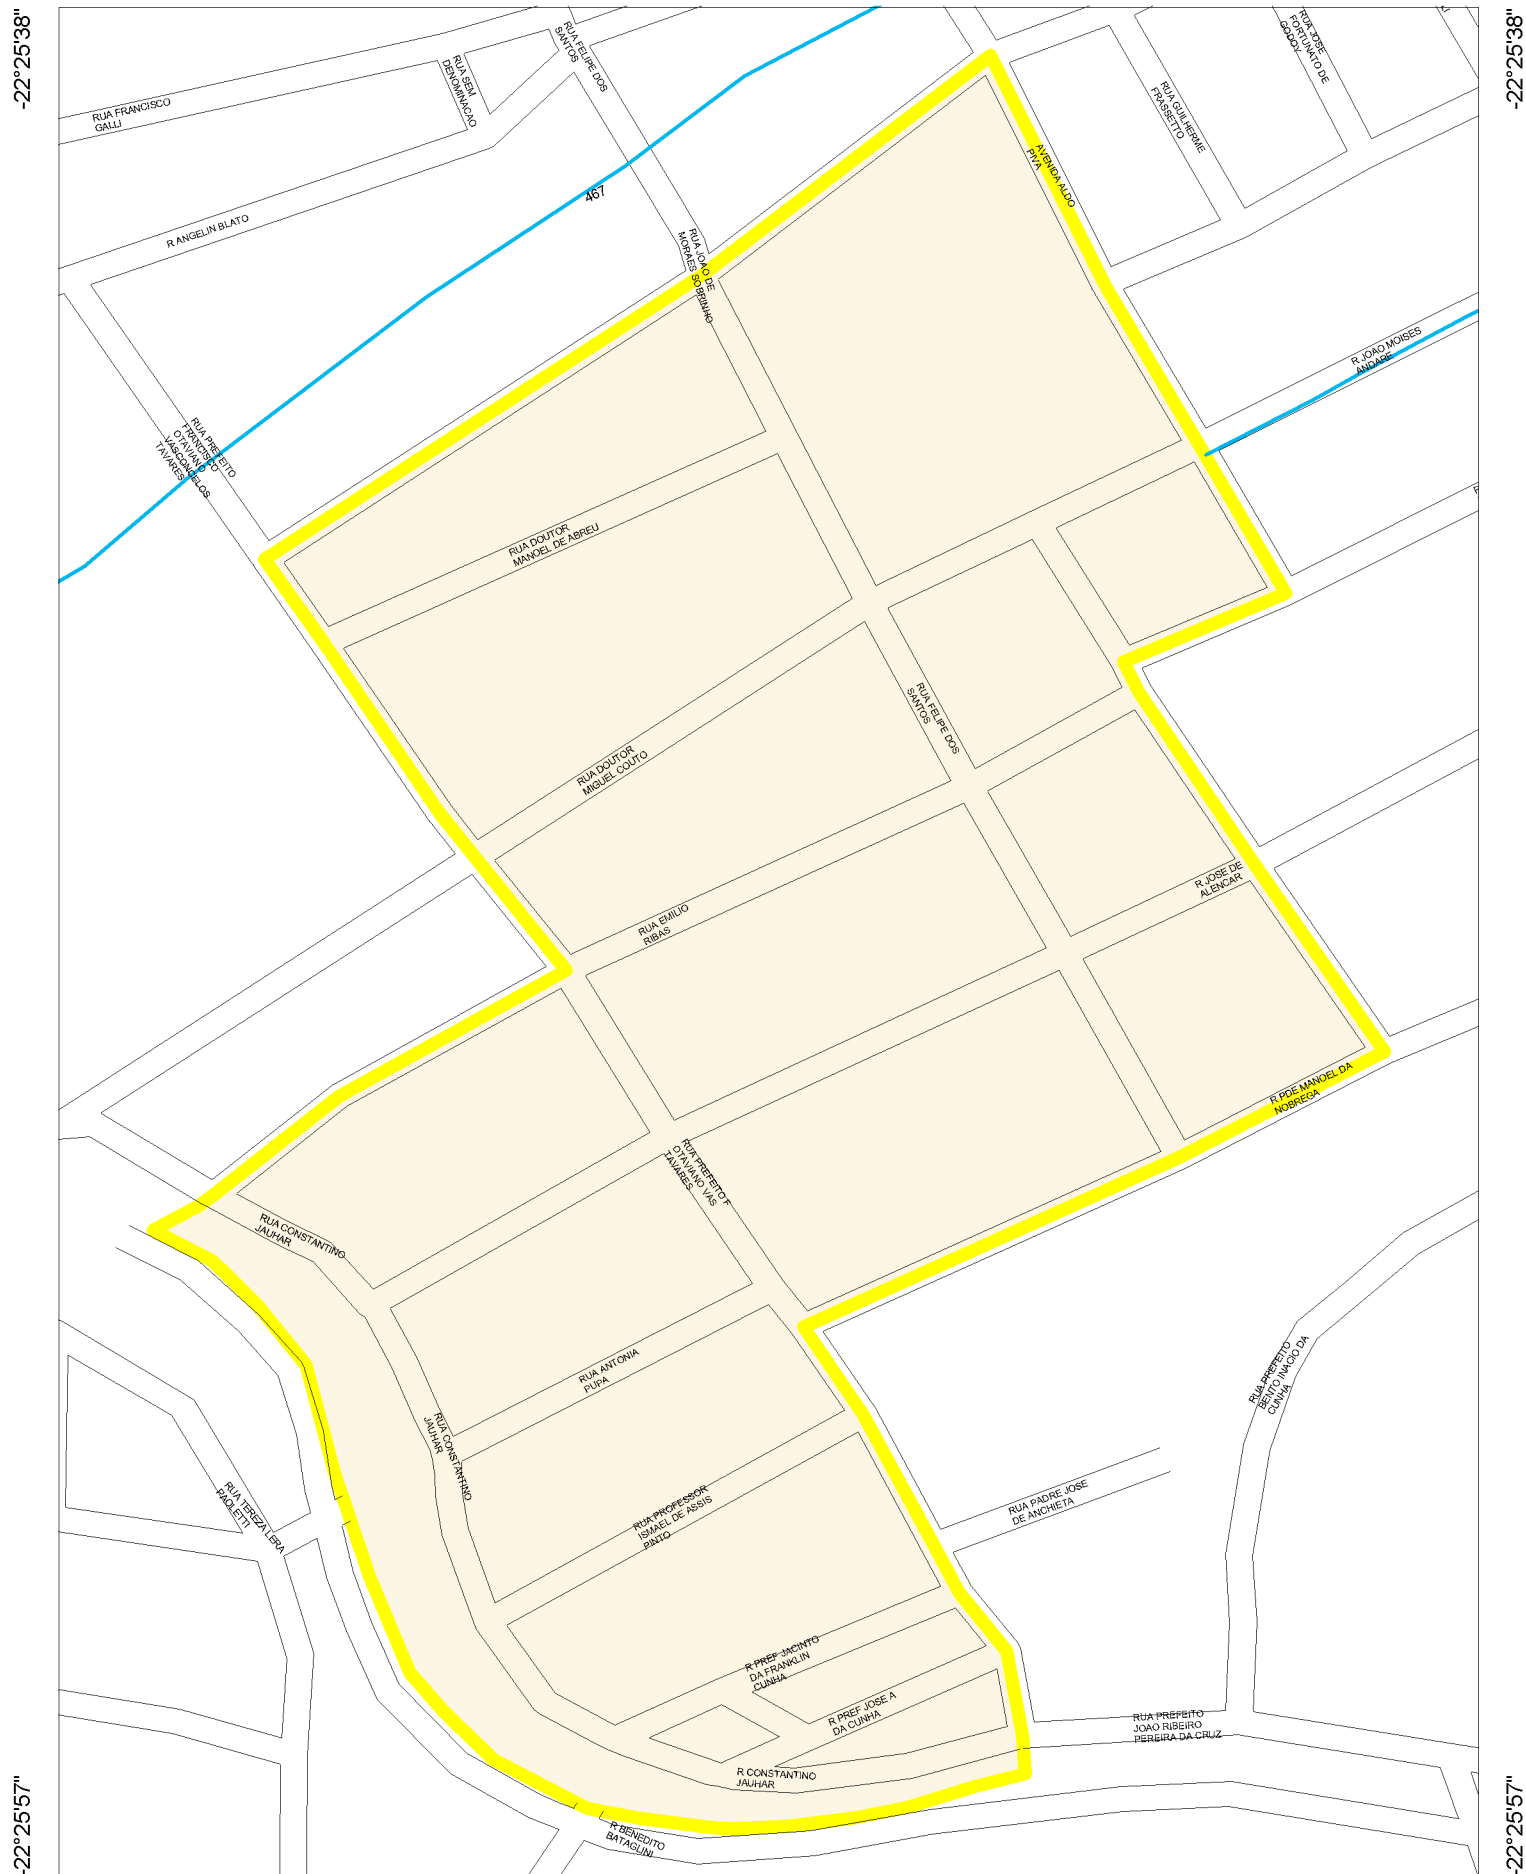 -22°25'38"
-22°25'38"
RUA FELIPE DOS
SANTOS
RUA JOSE
FORTUNATO DE
GODOY
RUA SEM
DENOMINACAO
RUA FRANCISCO
GALLI
RUA GUILHERME
FRASSETTO
AVENIDA ALDO
PIVA
467
R ANGELIN BLATO
RUA JOAO DE
MORAES SOBRINHO
R JOAO MOISES
ANDARE
RUA PREFEITO
FRANCISCO
OTAVIANO
VASCONCELOS
TAVARES
RUA DOUTOR
MANOEL DE ABREU
RUA FELIPE DOS
SANTOS
RUA DOUTOR
MIGUEL COUTO
R JOSE DE
ALENCAR
RUA EMILIO
RIBAS
R PDE MANOEL DA
NOBREGA
RUA PREFEITO F
OTAVIANO VAS
TAVARES
RUA CONSTANTINO
JAUHAR
RUA ANTONIA
PUPA
RUA PREFEITO
BENTO INACIO DA
CUNHA
RUA CONSTANTINO
JAUHAR
RUA TEREZA LERA
PAOLETTI
RUA PROFESSOR
ISMAEL DE ASSIS
PINTO
RUA PADRE JOSE
DE ANCHIETA
R PREF JACINTO
DA FRANKLIN
CUNHA
R PREF JOSE A
DA CUNHA
RUA PREFEITO
JOAO RIBEIRO
PEREIRA DA CRUZ
R CONSTANTINO
JAUHAR
R BENEDITO
BATAGLINI
-22°25'57"
-22°25'57"